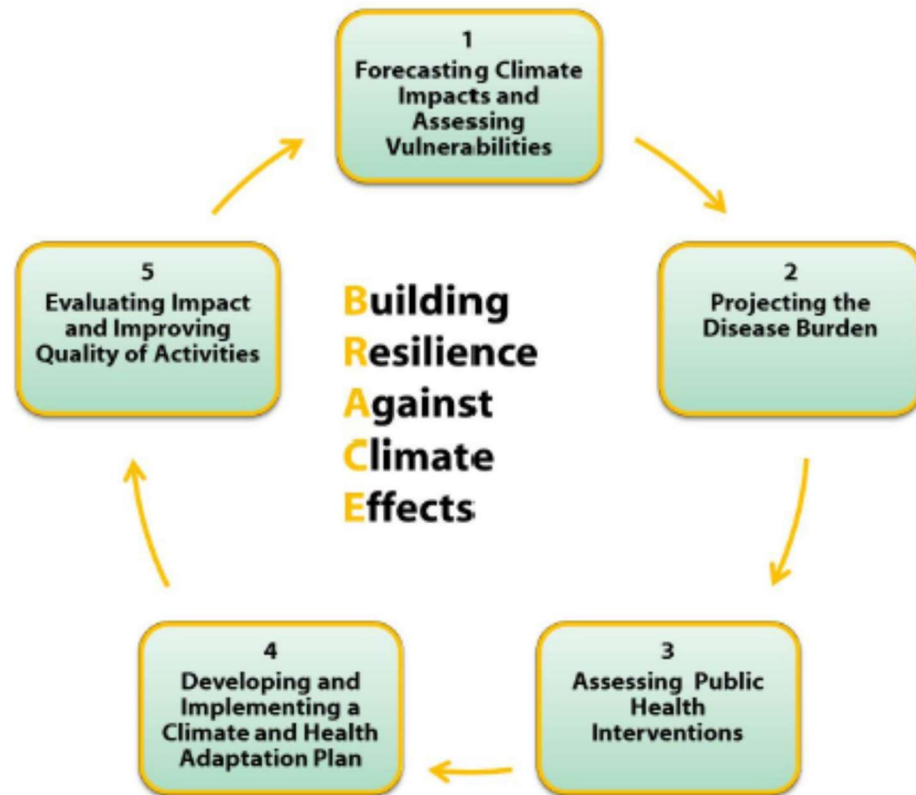 1
Forecasting Climate
Impacts and
Assessing
Vulnerabilities
2
Projecting the
Disease Burden
3
Assessing Public
Health
Interventions
4
Developing and
Implementing a
Climate and Health
Adaptation Plan
5
Evaluating Impact
and Improving
Quality of Activities
Building
Resilience
Against
Climate
Effects